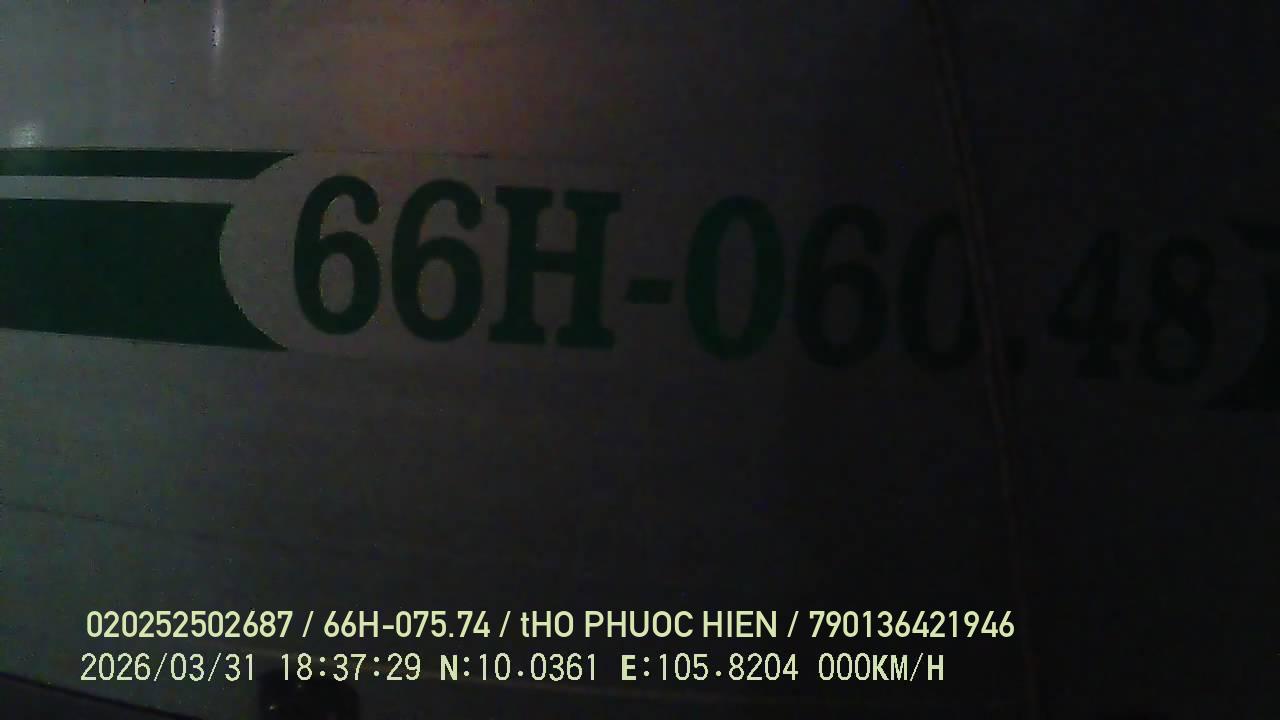 66H-060.48
020252502687 / 66H-075.74 / tHO PHUOC HIEN / 790136421946
2026/03/31 18:37:29 N:10.0361 E:105.8204 000KM/H